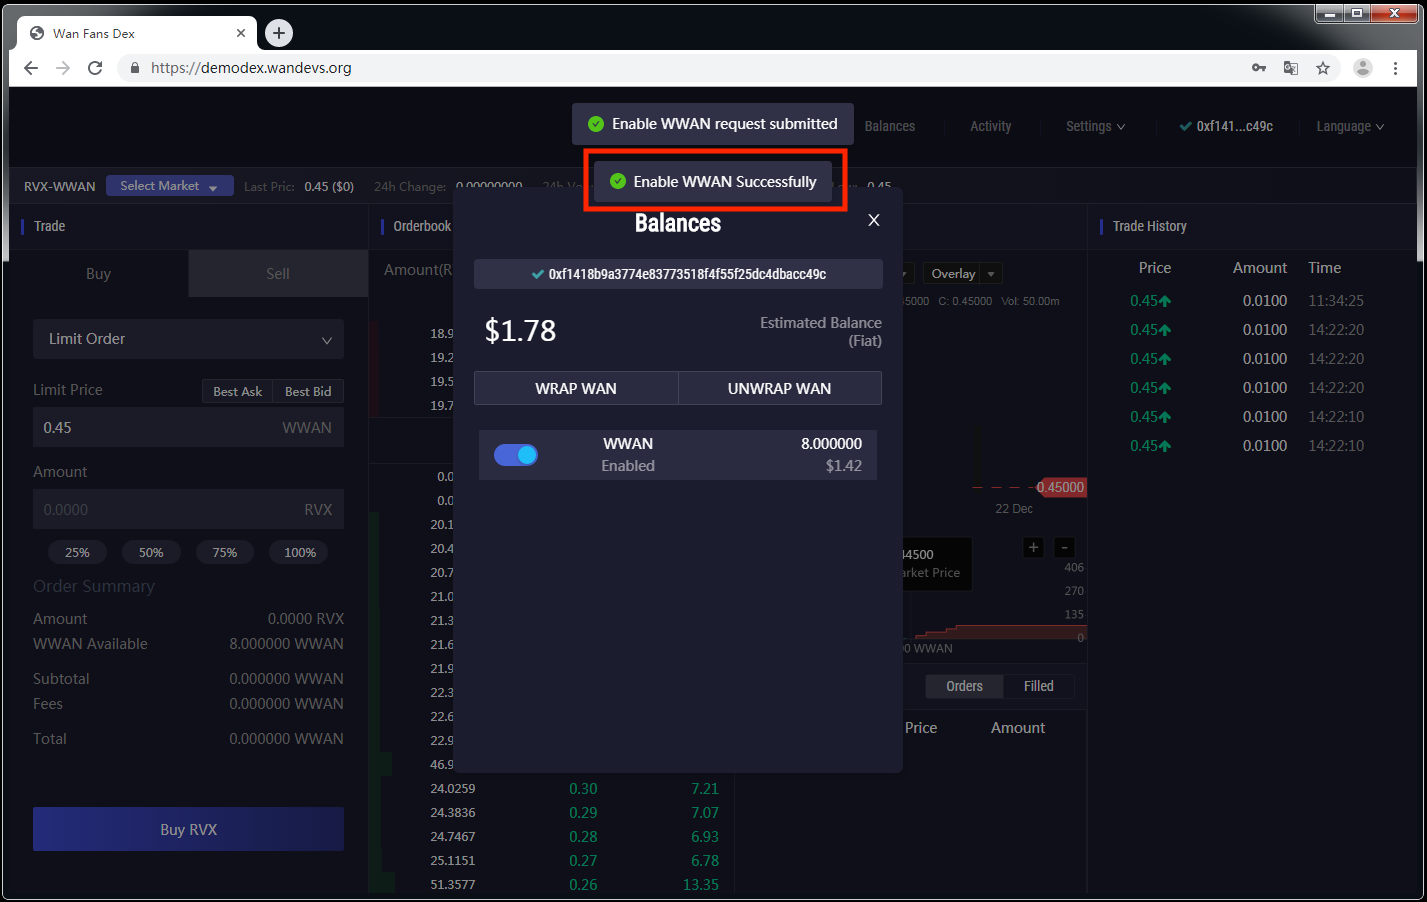 Wan Fans Dex
https://demodex.wandevs.org
Enable WWAN request submitted
Balances
Activity
Settings
0xf141...c49c
Language
Enable WWAN Successfully
RVX-WWAN
Select Market
Last Pric: 0.45 ($0)
24h Change: 0.00000000
0.45
Trade
Buy
Sell
Limit Order
Limit Price
Best Ask
Best Bid
0.45 WWAN
Amount
0.0000 RVX
25% 50% 75% 100%
Order Summary
Amount 0.0000 RVX
WWAN Available 8.000000 WWAN
Subtotal 0.000000 WWAN
Fees 0.000000 WWAN
Total 0.000000 WWAN
Buy RVX
Orderbook
Amount(R
18.9
19.2
19.5
19.7
0.0
0.0
20.1
20.4
20.7
21.0
21.3
21.6
21.9
22.3
22.6
22.9
46.9
24.0259 0.30 7.21
24.3836 0.29 7.07
24.7467 0.28 6.93
25.1151 0.27 6.78
51.3577 0.26 13.35
Balances
X
0xf1418b9a3774e83773518f4f55f25dc4dbacc49c
$1.78
Estimated Balance
(Fiat)
WRAP WAN
UNWRAP WAN
WWAN 8.000000
Enabled $1.42
Overlay
45000 C: 0.45000 Vol: 50.00m
0.45000
22 Dec
44500
arket Price
+ -
406
270
135
0
00 WWAN
Orders
Filled
Price Amount
Trade History
Price Amount Time
0.45 0.0100 11:34:25
0.45 0.0100 14:22:20
0.45 0.0100 14:22:20
0.45 0.0100 14:22:20
0.45 0.0100 14:22:10
0.45 0.0100 14:22:10